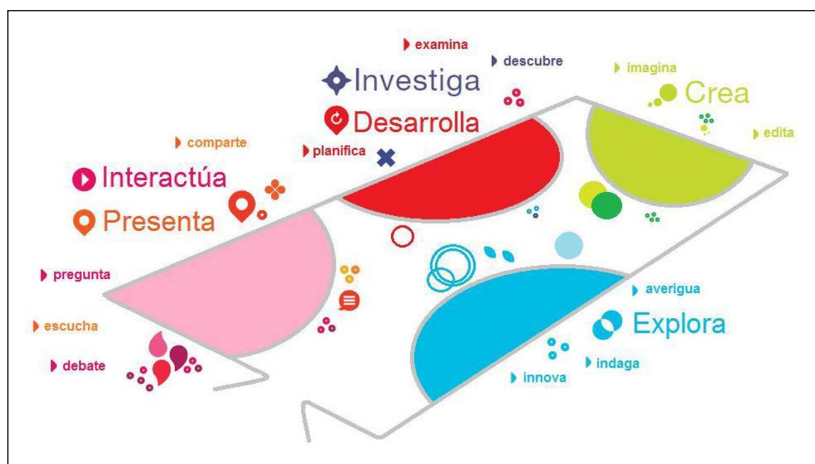 examina
descubre
Investiga
imagina
Crea
Desarrolla
edita
comparte
planifica
Interactúa
Presenta
pregunta
averigua
escucha
Explora
debate
indaga
innova